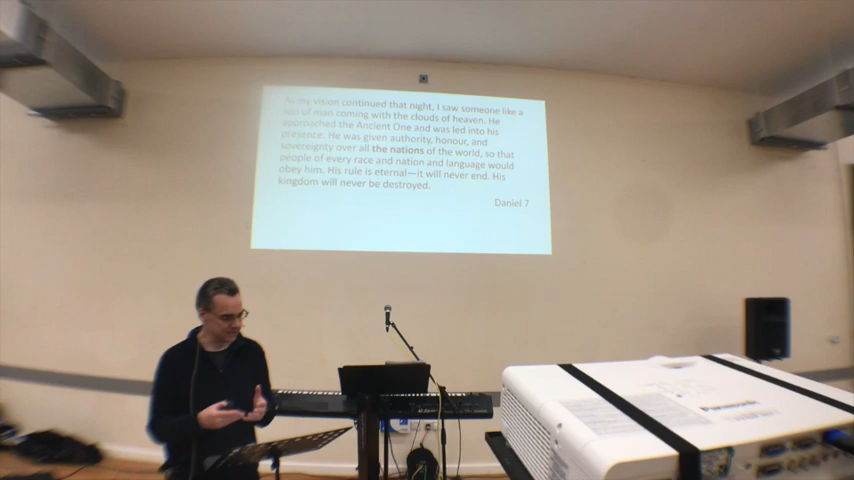 As my vision continued that night, I saw someone like a
son of man coming with the clouds of heaven. He
approached the Ancient One and was led into his
presence. He was given authority, honour, and
sovereignty over all the nations of the world, so that
people of every race and nation and language would
obey him. His rule is eternal—it will never end. His
kingdom will never be destroyed.
Daniel 7
Panasonic